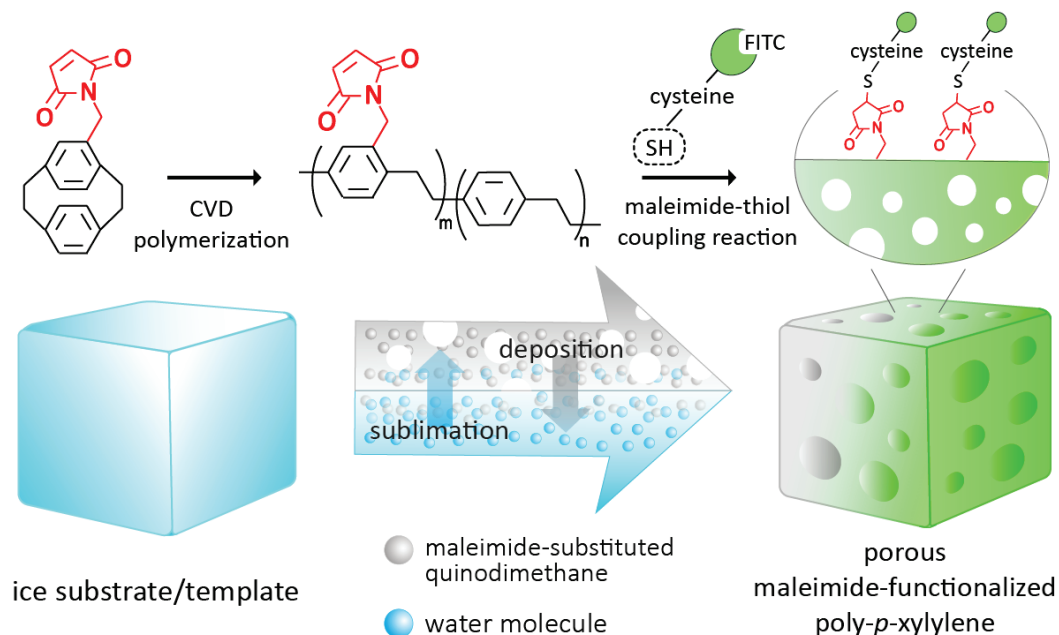 O
N
O
CVD
polymerization
O
N
O
m
n
FITC
cysteine
SH
maleimide-thiol
coupling reaction
cysteine cysteine
S S
O O
N N
O O
deposition
sublimation
maleimide-substituted
quinodimethane
water molecule
ice substrate/template
porous
maleimide-functionalized
poly-p-xylylene